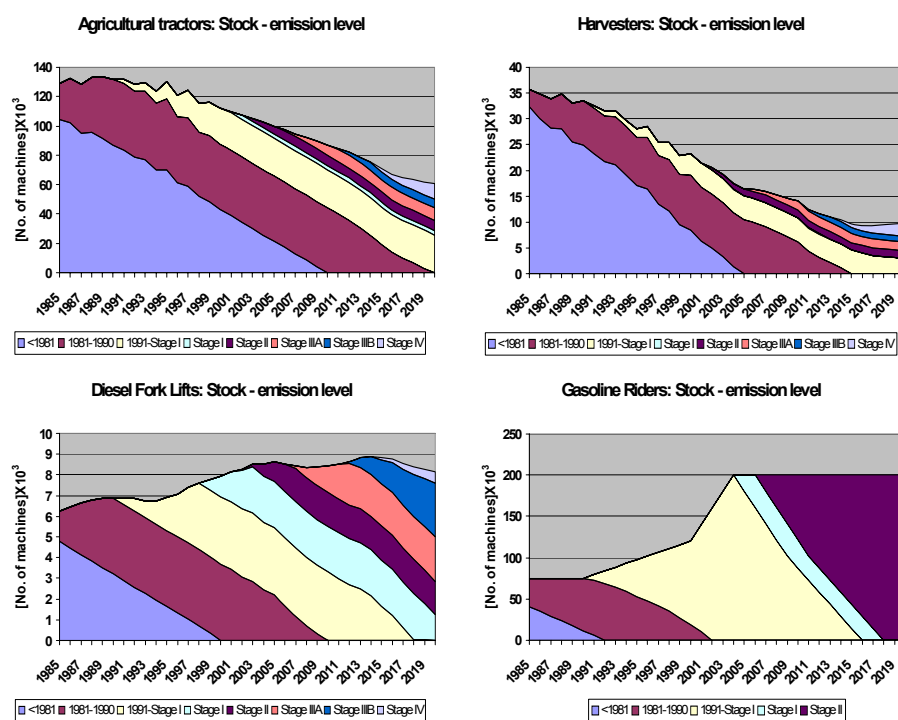 Agricultural tractors: Stock - emission level
[No. of machines]X10³
140
120
100
80
60
40
20
0
1985 1987 1989 1991 1993 1995 1997 1999 2001 2003 2005 2007 2009 2011 2013 2015 2017 2019
<1981 1981-1990 1991-Stage I Stage I Stage II Stage IIIA Stage IIIB Stage IV
Harvesters: Stock - emission level
[No. of machines]X10³
40
35
30
25
20
15
10
5
0
1985 1987 1989 1991 1993 1995 1997 1999 2001 2003 2005 2007 2009 2011 2013 2015 2017 2019
<1981 1981-1990 1991-Stage I Stage I Stage II Stage IIIA Stage IIIB Stage IV
Diesel Fork Lifts: Stock - emission level
[No. of machines]X10³
10
9
8
7
6
5
4
3
2
1
0
1985 1987 1989 1991 1993 1995 1997 1999 2001 2003 2005 2007 2009 2011 2013 2015 2017 2019
<1981 1981-1990 1991-Stage I Stage I Stage II Stage IIIA Stage IIIB Stage IV
Gasoline Riders: Stock - emission level
[No. of machines]X10³
250
200
150
100
50
0
1985 1987 1989 1991 1993 1995 1997 1999 2001 2003 2005 2007 2009 2011 2013 2015 2017 2019
<1981 1981-1990 1991-Stage I Stage I Stage II